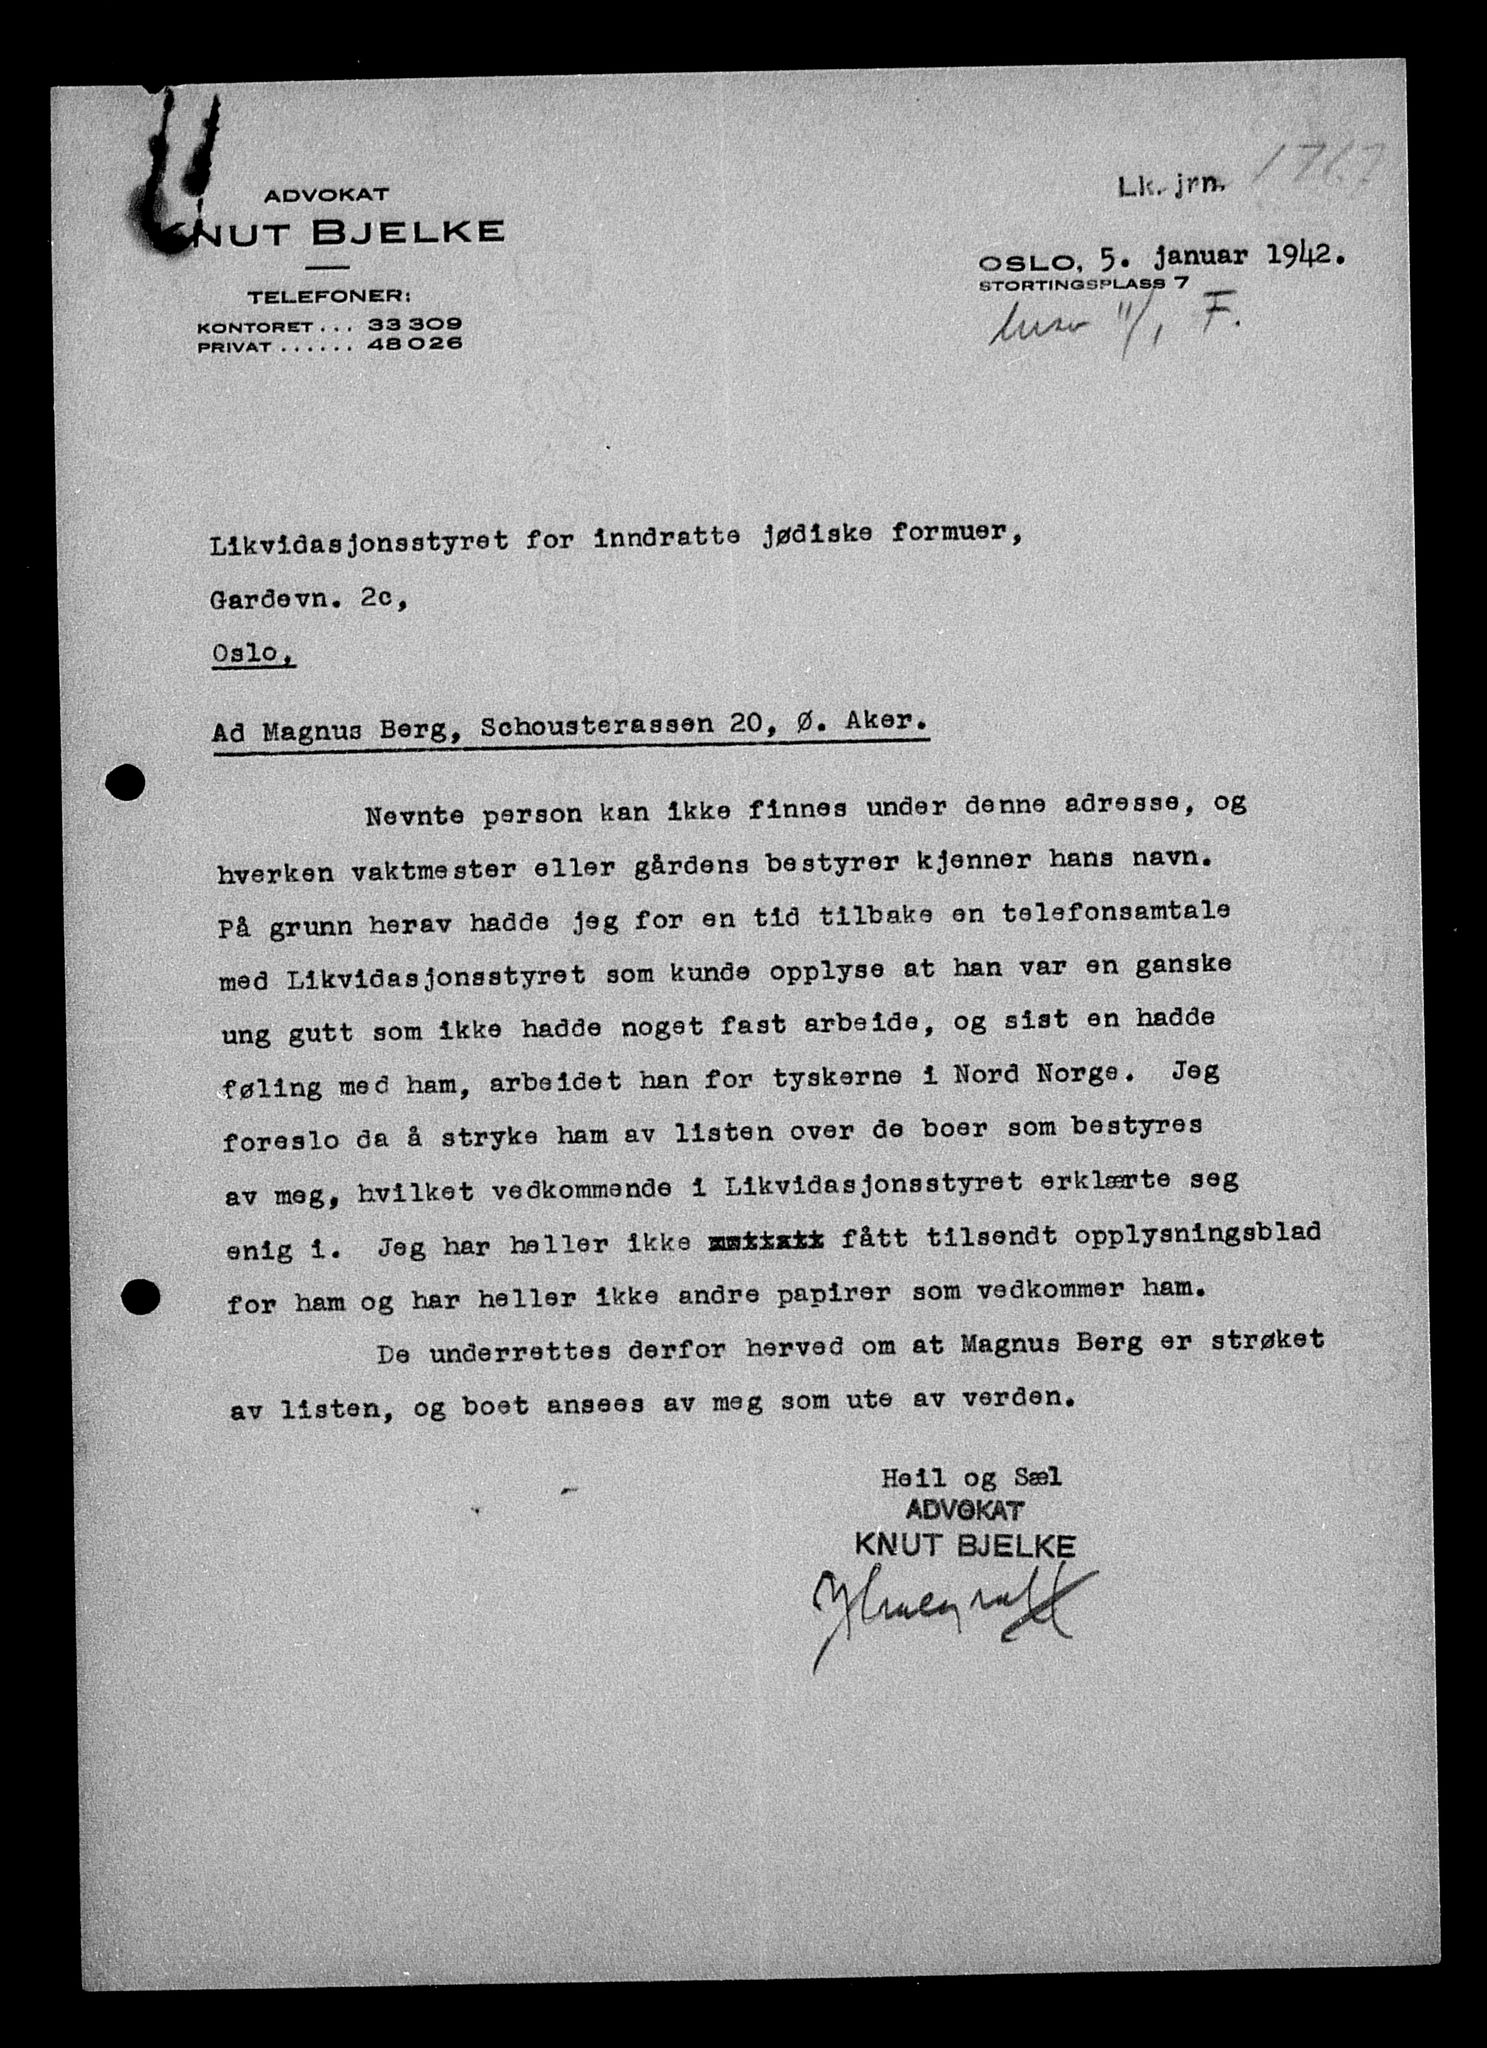 Lk. jrn. 1767
ADVOKAT
KNUT BJELKE
TELEFONER:
KONTORET ... 33 309
PRIVAT ...... 48 026
OSLO, 5. januar 1942.
STORTINGSPLASS 7
11/1 F.
Likvidasjonsstyret for inndratte jødiske formuer,
Gardevn. 2c,
Oslo,
Ad Magnus Berg, Schousterassen 20, Ø. Aker.
Nevnte person kan ikke finnes under denne adresse, og
hverken vaktmester eller gårdens bestyrer kjenner hans navn.
På grunn herav hadde jeg for en tid tilbake en telefonsamtale
med Likvidasjonsstyret som kunde opplyse at han var en ganske
ung gutt som ikke hadde noget fast arbeide, og sist en hadde
føling med ham, arbeidet han for tyskerne i Nord Norge. Jeg
foreslo da å stryke ham av listen over de boer som bestyres
av meg, hvilket vedkommende i Likvidasjonsstyret erklærte seg
enig i. Jeg har heller ikke fått tilsendt opplysningsblad
for ham og har heller ikke andre papirer som vedkommer ham.
De underrettes derfor herved om at Magnus Berg er strøket
av listen, og boet ansees av meg som ute av verden.
Heil og Sæl
ADVOKAT
KNUT BJELKE